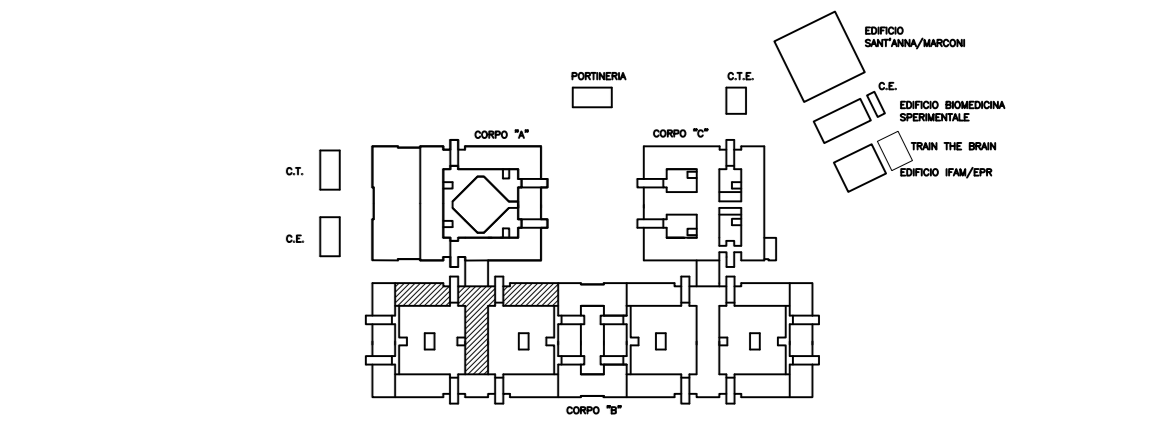 EDIFICIO
SANT'ANNA/MARCONI
PORTINERIA
C.T.E.
C.E.
EDIFICIO BIOMEDICINA
SPERIMENTALE
CORPO "A"
CORPO "C"
TRAIN THE BRAIN
C.T.
EDIFICIO IFAM/EPR
C.E.
CORPO "B"